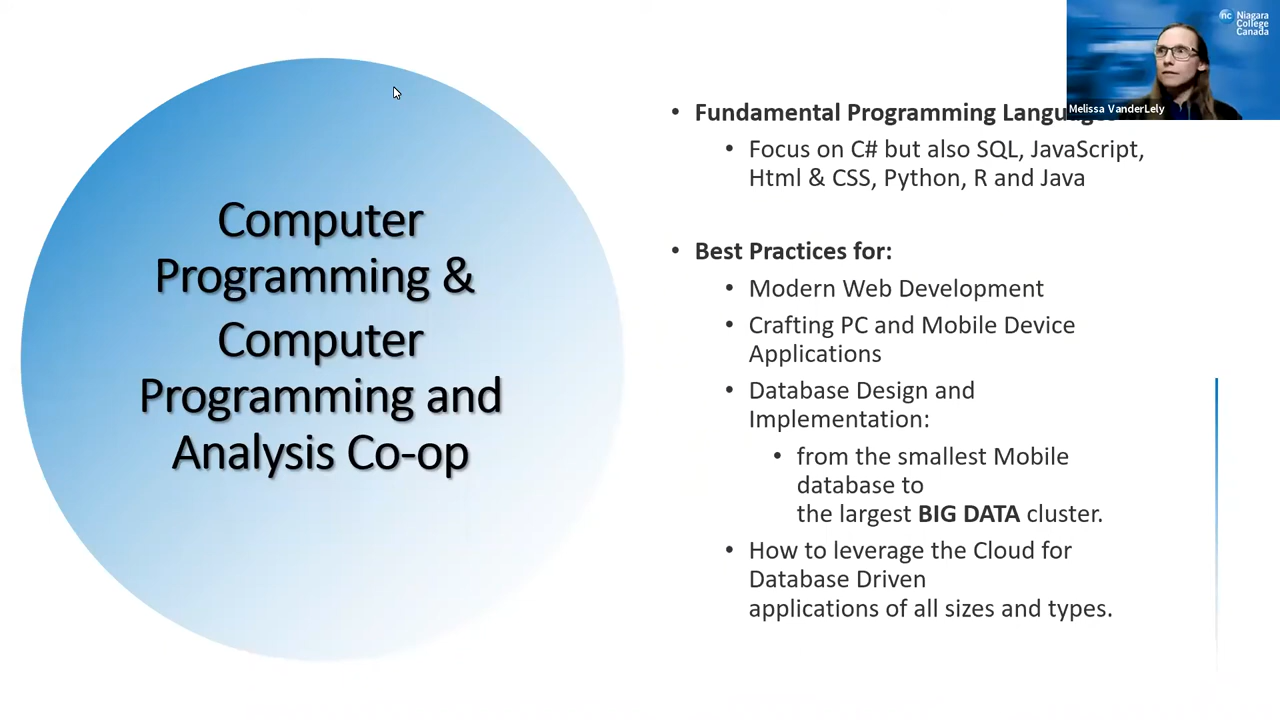 Computer
Programming &
Computer
Programming and
Analysis Co-op
• Fundamental Programming Languages
• Focus on C# but also SQL, JavaScript,
Html & CSS, Python, R and Java
• Best Practices for:
• Modern Web Development
• Crafting PC and Mobile Device
Applications
• Database Design and
Implementation:
• from the smallest Mobile
database to
the largest BIG DATA cluster.
• How to leverage the Cloud for
Database Driven
applications of all sizes and types.
nc Niagara
College
Canada
Melissa VanderLely